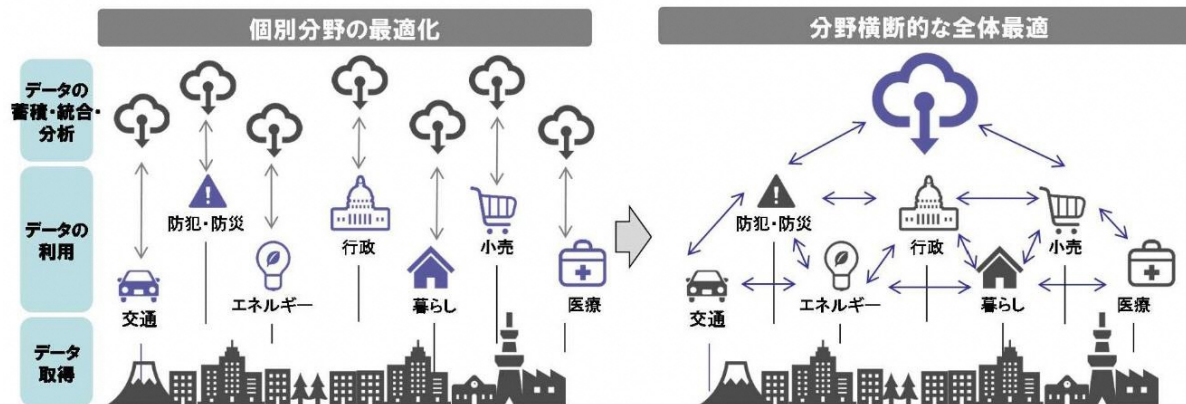 個別分野の最適化
分野横断的な全体最適
データの
蓄積・統合・
分析
データの
利用
データ
取得
防犯・防災
行政
小売
交通
エネルギー
暮らし
医療
防犯・防災
行政
小売
交通
エネルギー
暮らし
医療